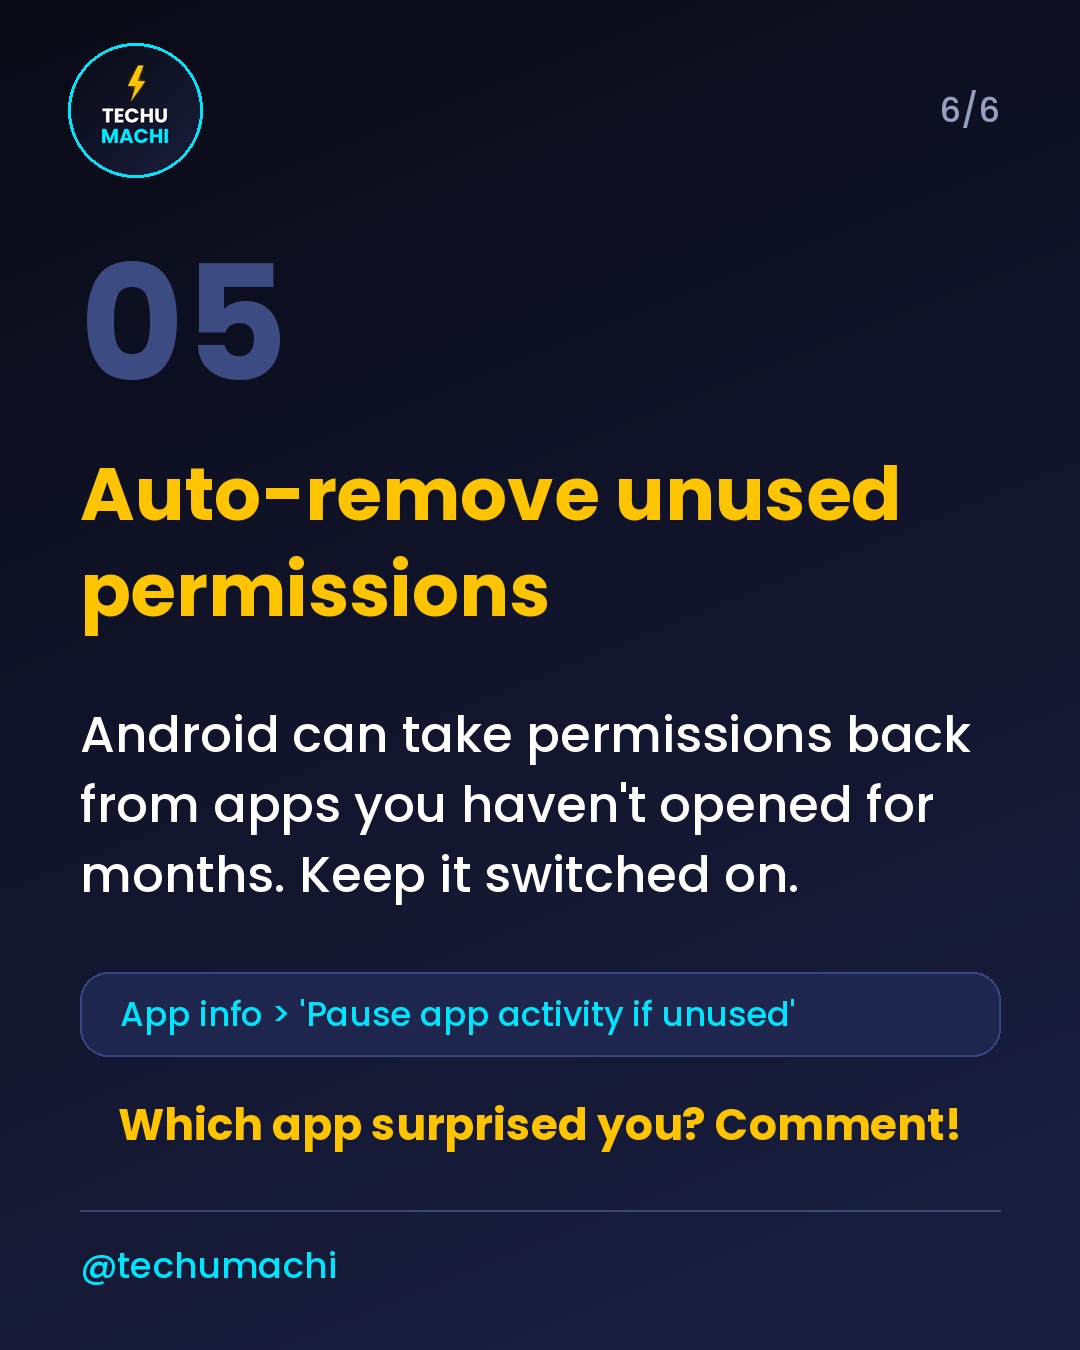 TECHU
MACHI
6/6
05
Auto-remove unused
permissions
Android can take permissions back
from apps you haven't opened for
months. Keep it switched on.
App info > 'Pause app activity if unused'
Which app surprised you? Comment!
@techumachi